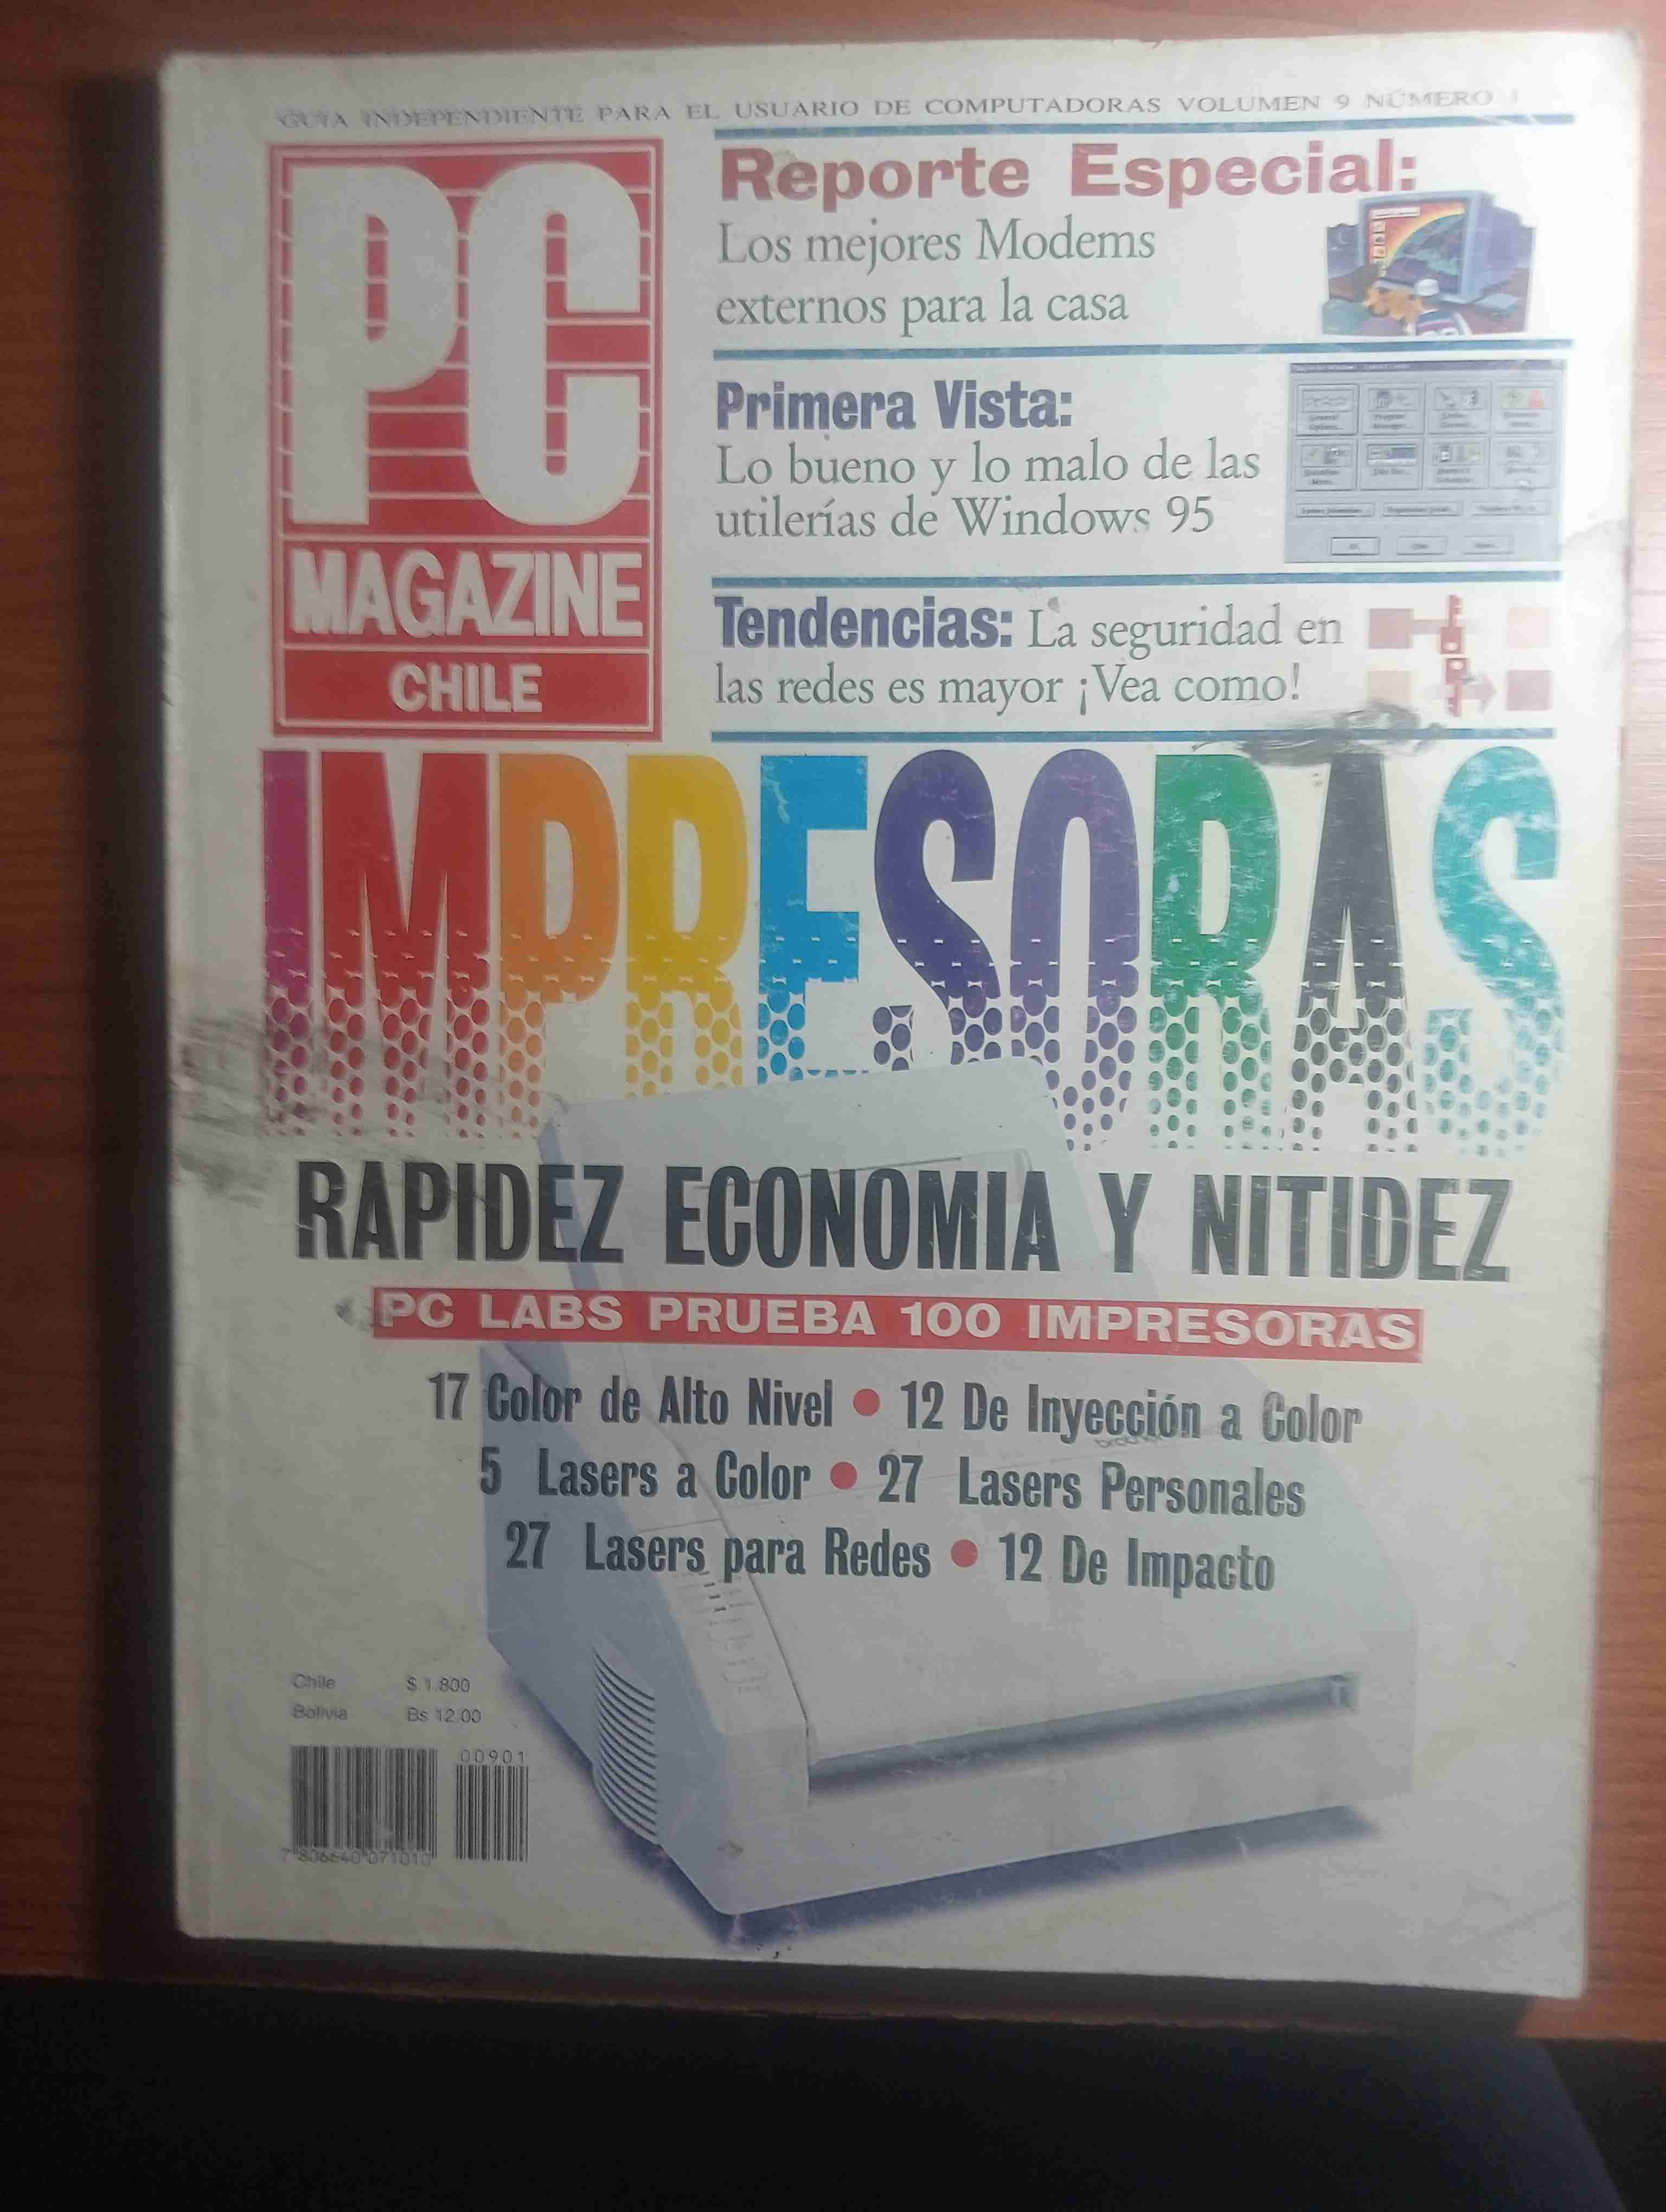 GUIA INDEPENDIENTE PARA EL USUARIO DE COMPUTADORAS VOLUMEN 9 NÚMERO 1
PC
MAGAZINE
CHILE
Reporte Especial:
Los mejores Modems
externos para la casa
Primera Vista:
Lo bueno y lo malo de las
utilerías de Windows 95
Tendencias: La seguridad en
las redes es mayor ¡Vea como!
IMPRESORAS
RAPIDEZ ECONOMIA Y NITIDEZ
PC LABS PRUEBA 100 IMPRESORAS
17 Color de Alto Nivel • 12 De Inyección a Color
5 Lasers a Color • 27 Lasers Personales
27 Lasers para Redes • 12 De Impacto
Chile $ 1.800
Bolivia Bs 12.00
00901
7 806640 071010